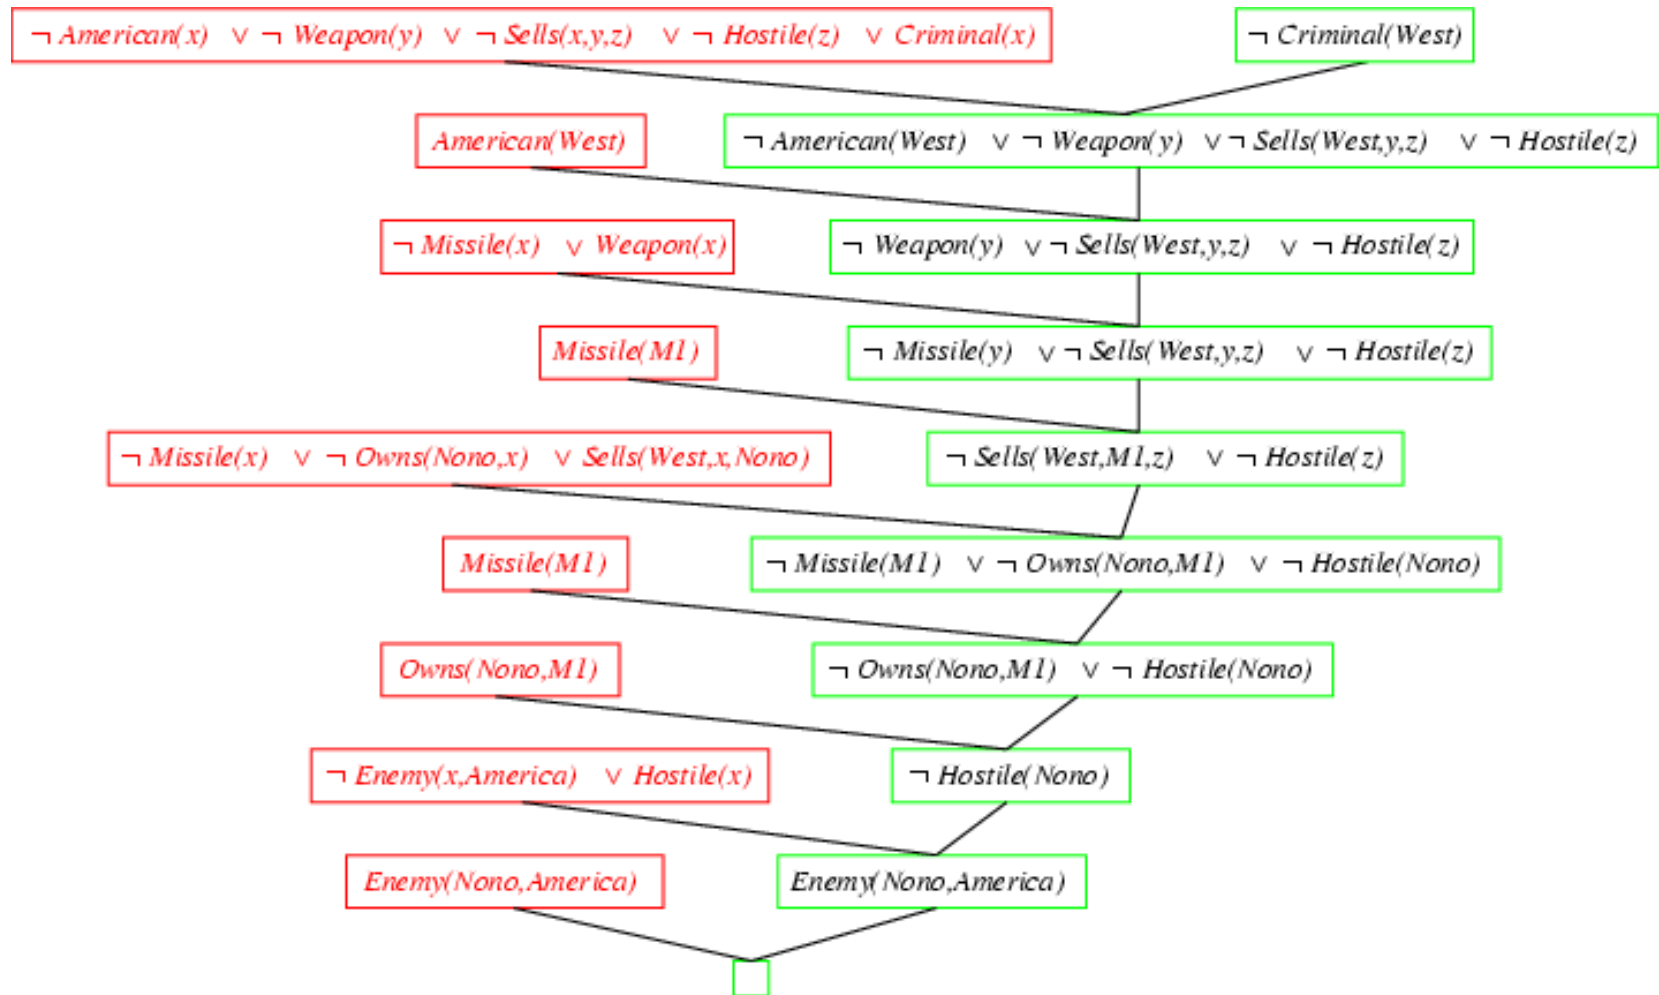 ¬ American(x) ∨ ¬ Weapon(y) ∨ ¬ Sells(x,y,z) ∨ ¬ Hostile(z) ∨ Criminal(x)
¬ Criminal(West)
American(West)
¬ American(West) ∨ ¬ Weapon(y) ∨ ¬ Sells(West,y,z) ∨ ¬ Hostile(z)
¬ Missile(x) ∨ Weapon(x)
¬ Weapon(y) ∨ ¬ Sells(West,y,z) ∨ ¬ Hostile(z)
Missile(M1)
¬ Missile(y) ∨ ¬ Sells(West,y,z) ∨ ¬ Hostile(z)
¬ Missile(x) ∨ ¬ Owns(Nono,x) ∨ Sells(West,x,Nono)
¬ Sells(West,M1,z) ∨ ¬ Hostile(z)
Missile(M1)
¬ Missile(M1) ∨ ¬ Owns(Nono,M1) ∨ ¬ Hostile(Nono)
Owns(Nono,M1)
¬ Owns(Nono,M1) ∨ ¬ Hostile(Nono)
¬ Enemy(x,America) ∨ Hostile(x)
¬ Hostile(Nono)
Enemy(Nono,America)
Enemy(Nono,America)